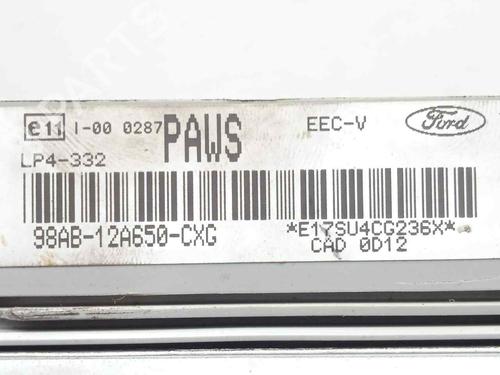 e11 I-00 0287 PAWS EEC-V Ford
LP4-332
98AB-12A650-CXG *E17SU4CG236X*
CAD 0D12